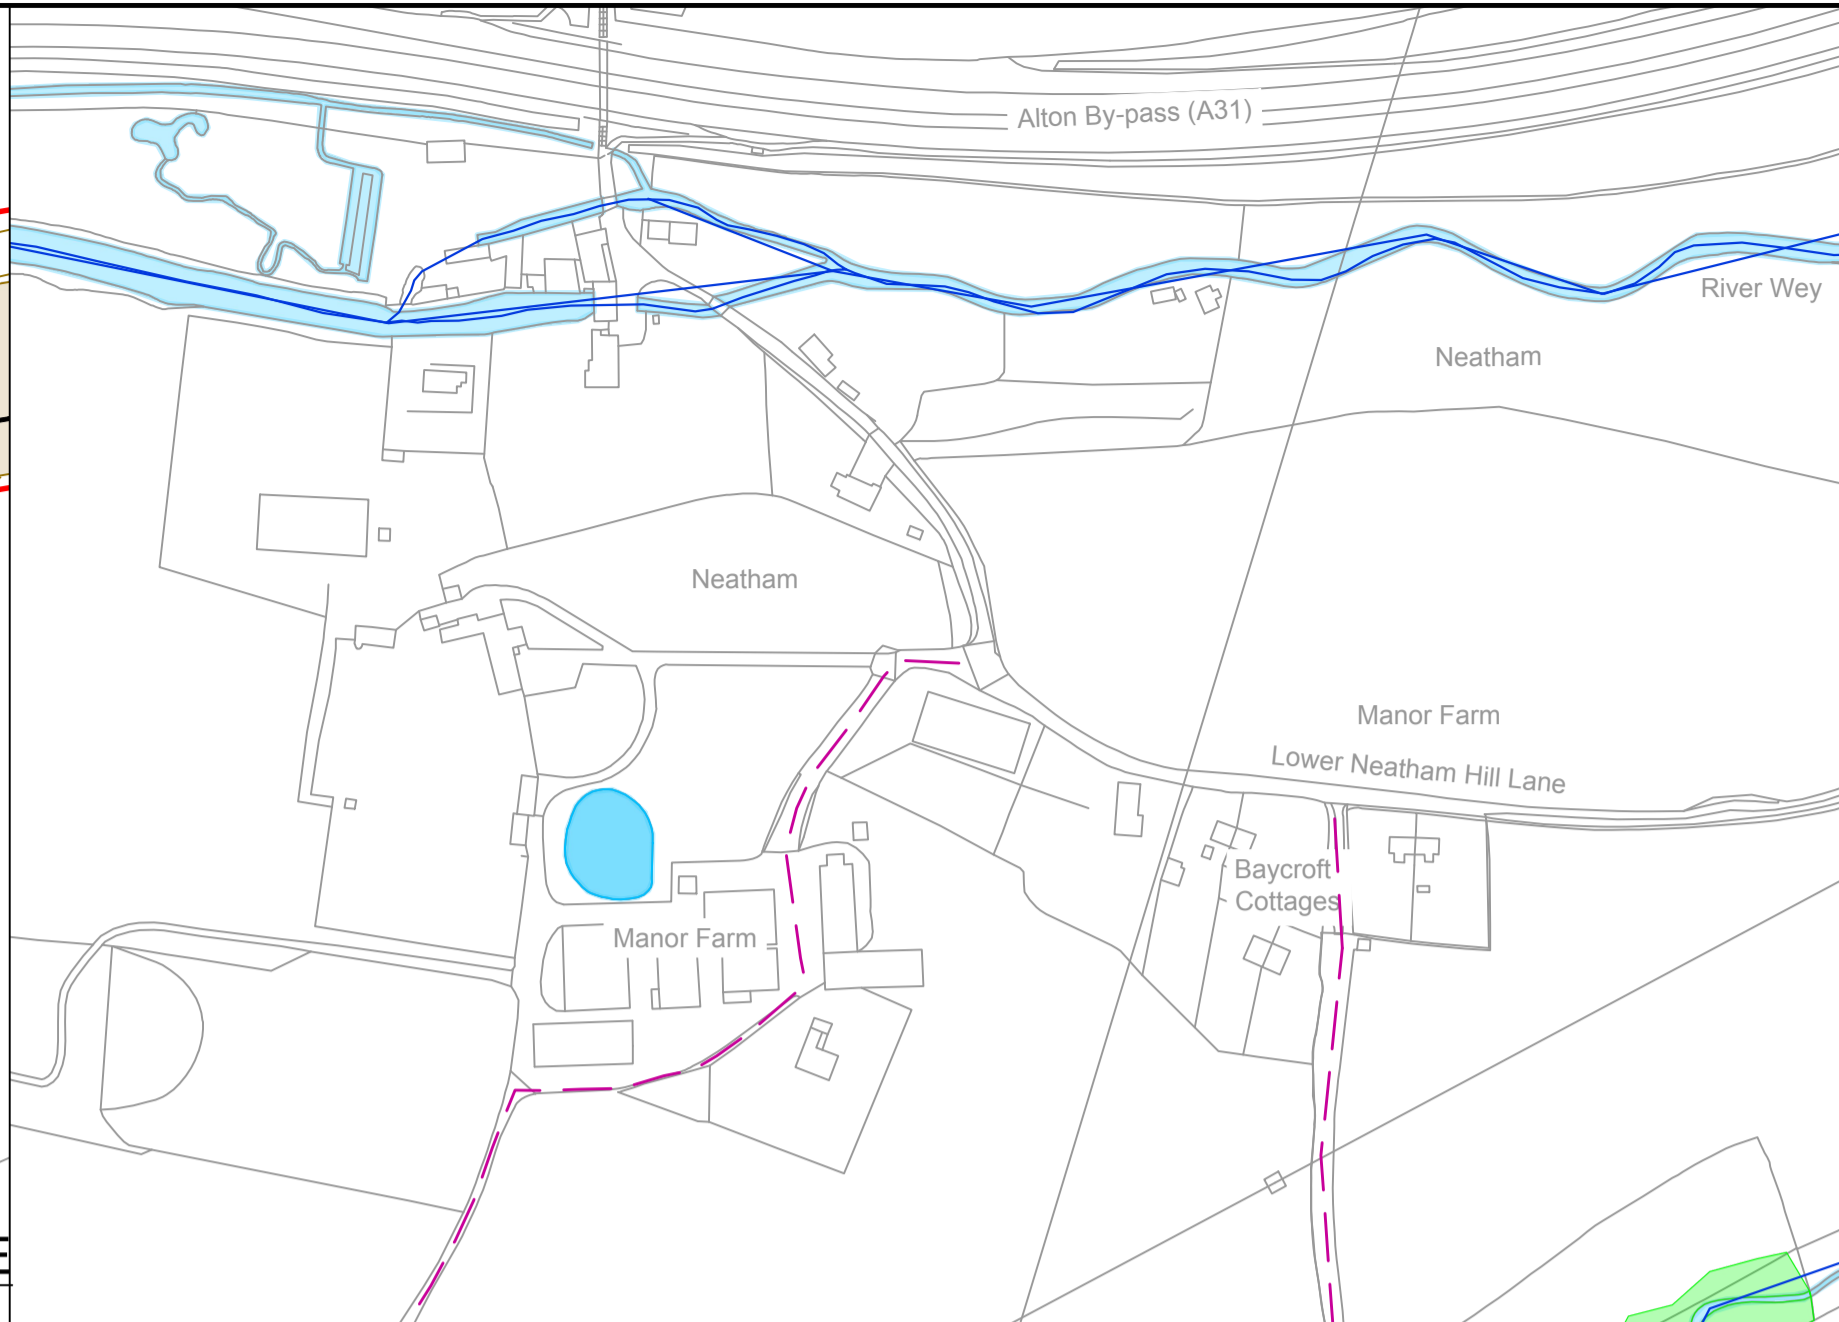 Alton By-pass (A31)
River Wey
Neatham
Neatham
Manor Farm
Lower Neatham Hill Lane
Baycroft
Cottages
Manor Farm